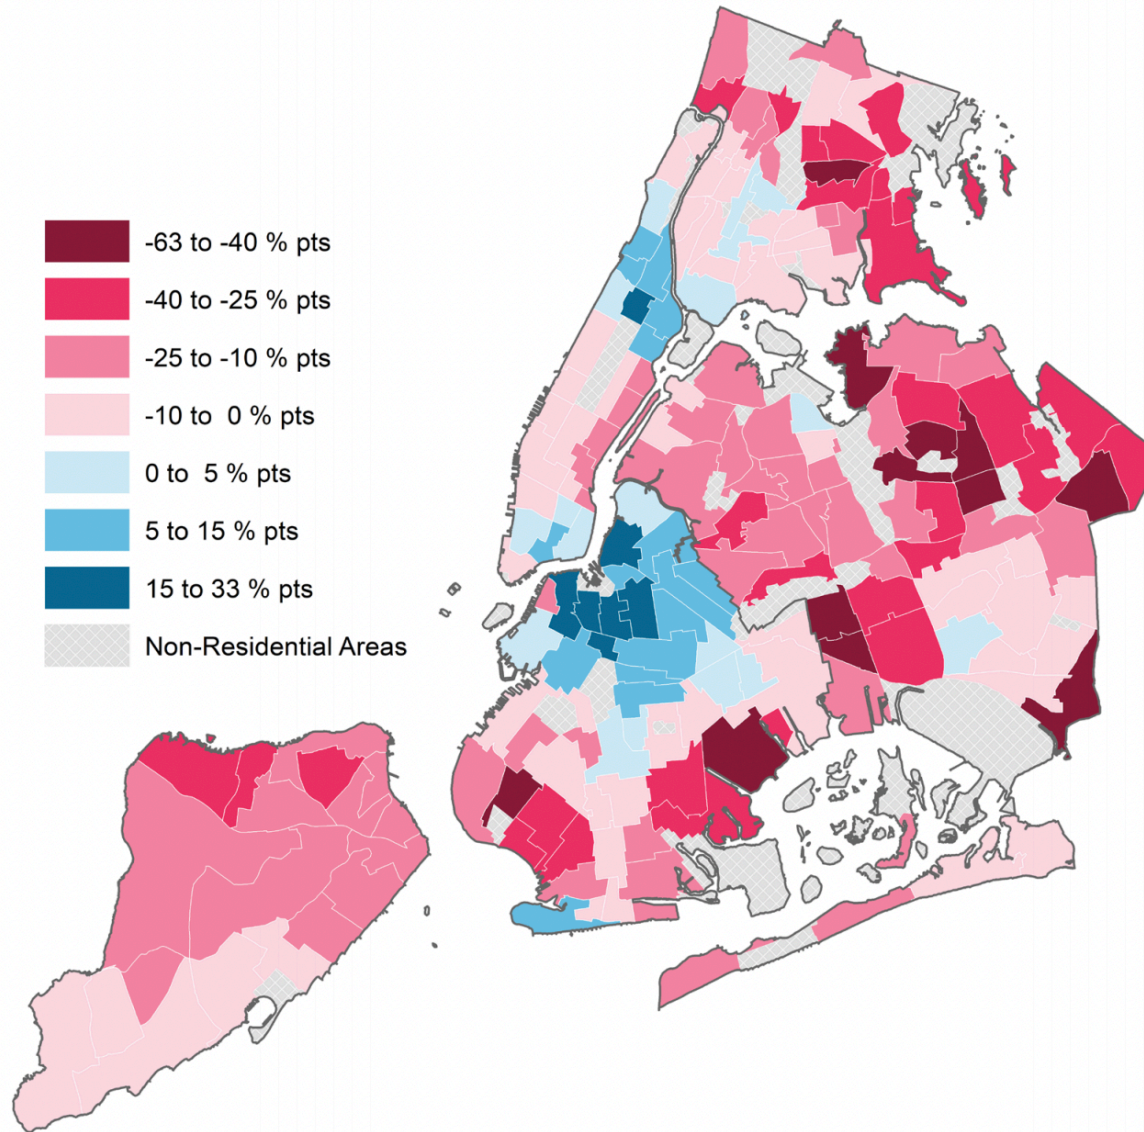 -63 to -40 % pts
-40 to -25 % pts
-25 to -10 % pts
-10 to 0 % pts
0 to 5 % pts
5 to 15 % pts
15 to 33 % pts
Non-Residential Areas